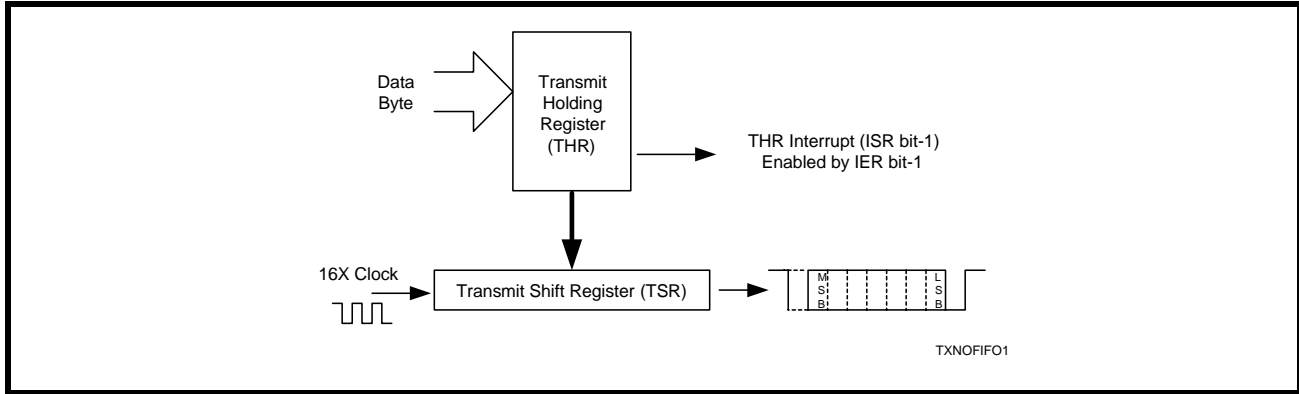 Data
Byte
Transmit
Holding
Register
(THR)
THR Interrupt (ISR bit-1)
Enabled by IER bit-1
16X Clock
Transmit Shift Register (TSR)
M
S
B
L
S
B
TXNOFIFO1